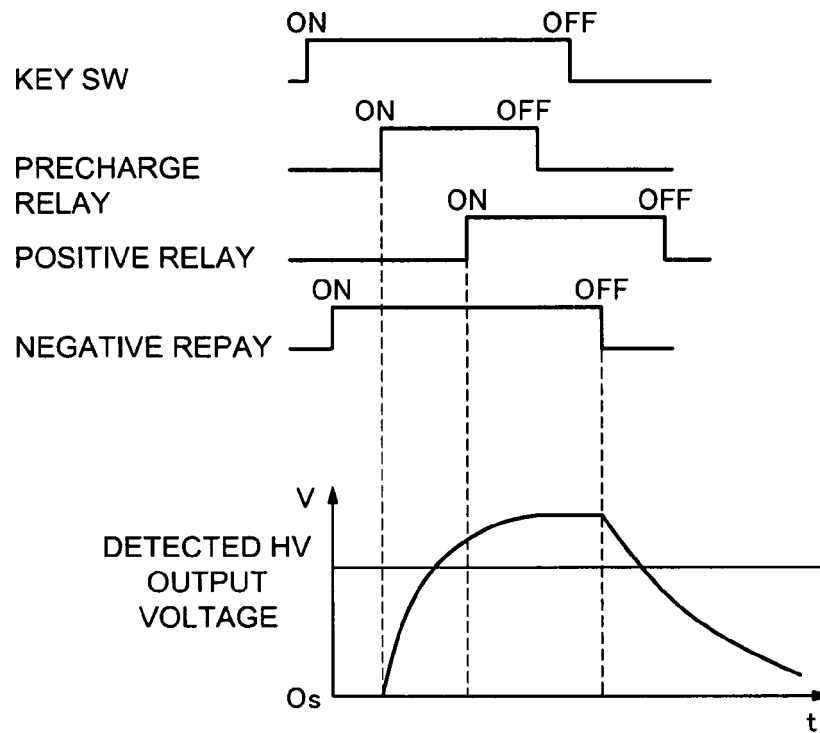 ON OFF
KEY SW
ON OFF
PRECHARGE
RELAY
ON OFF
POSITIVE RELAY
ON OFF
NEGATIVE REPAY
V
DETECTED HV
OUTPUT
VOLTAGE
Os
t